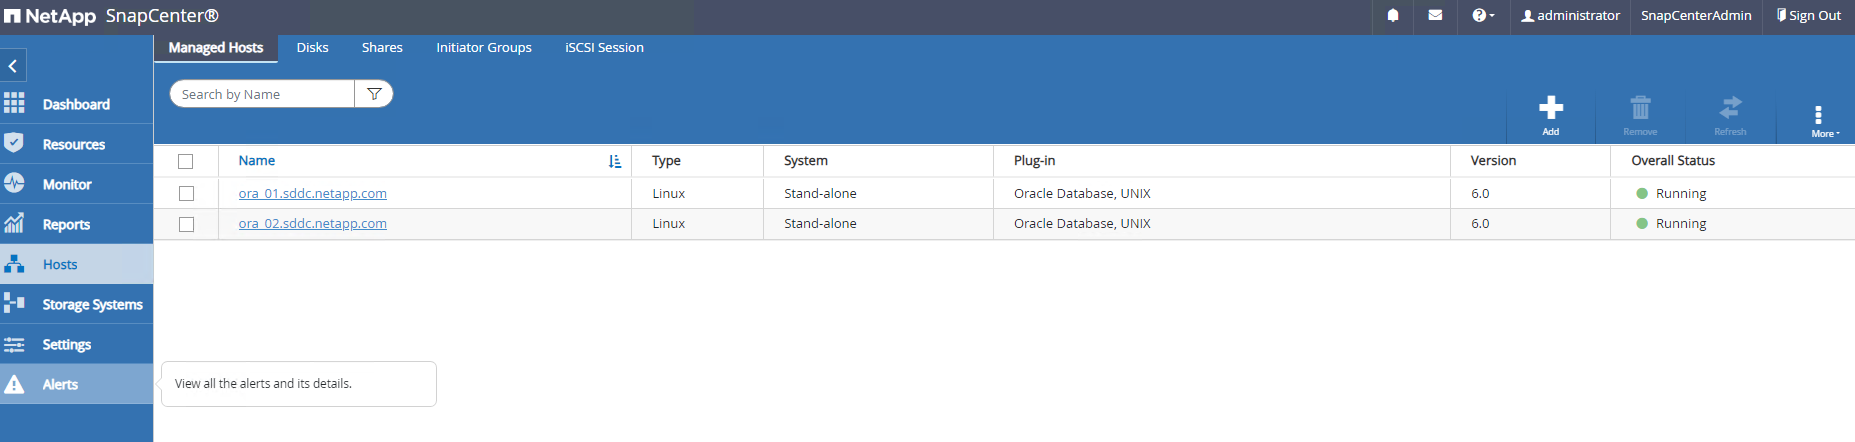 NetApp SnapCenter®
administrator SnapCenterAdmin Sign Out
Managed Hosts Disks Shares Initiator Groups iSCSI Session
Search by Name
Add Remove Refresh More
Dashboard
Resources
Monitor
Reports
Hosts
Storage Systems
Settings
Alerts
Name Type System Plug-in Version Overall Status
ora_01.sddc.netapp.com Linux Stand-alone Oracle Database, UNIX 6.0 Running
ora_02.sddc.netapp.com Linux Stand-alone Oracle Database, UNIX 6.0 Running
View all the alerts and its details.